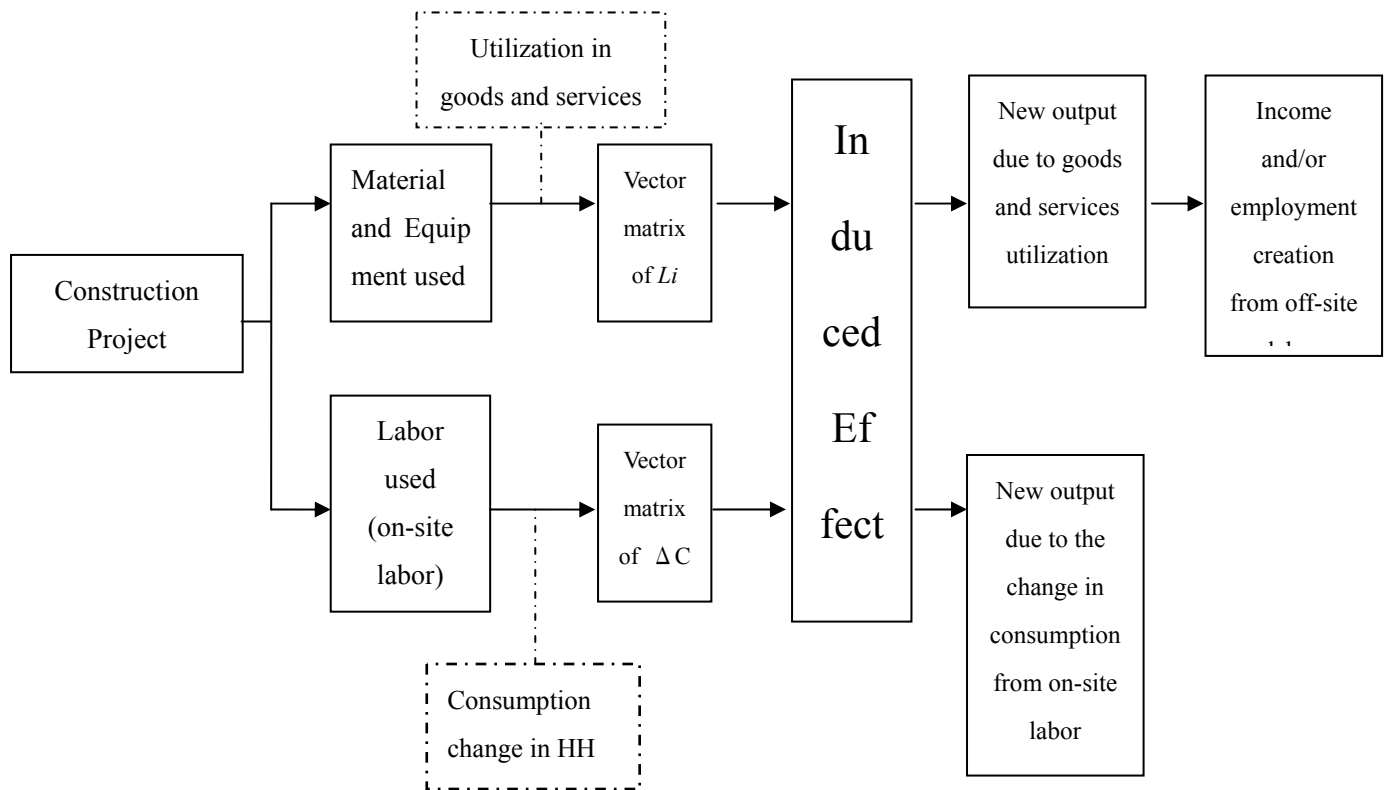 Utilization in
goods and services
Construction
Project
Material
and Equip
ment used
Vector
matrix
of Li
Labor
used
(on-site
labor)
Vector
matrix
of ΔC
Consumption
change in HH
In
du
ced
Ef
fect
New output
due to goods
and services
utilization
Income
and/or
employment
creation
from off-site
New output
due to the
change in
consumption
from on-site
labor